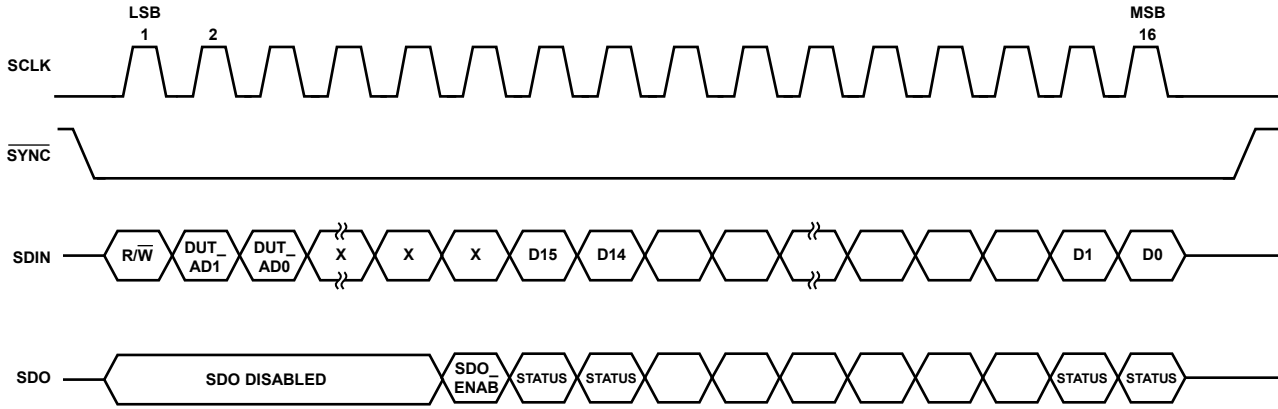 LSB MSB
1 2 16
SCLK
SYNC
SDIN R/W DUT_ DUT_ X X X D15 D14 D1 D0
AD1 AD0
SDO SDO DISABLED SDO_ STATUS STATUS STATUS STATUS
ENAB